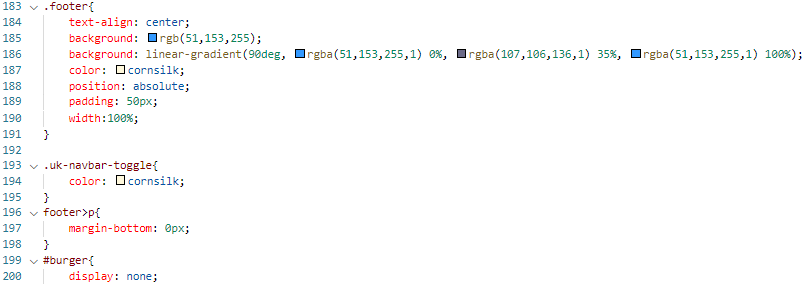 183 .footer{
184 text-align: center;
185 background: rgb(51,153,255);
186 background: linear-gradient(90deg, rgba(51,153,255,1) 0%, rgba(107,106,136,1) 35%, rgba(51,153,255,1) 100%);
187 color: cornsilk;
188 position: absolute;
189 padding: 50px;
190 width:100%;
191 }
192
193 .uk-navbar-toggle{
194 color: cornsilk;
195 }
196 footer>p{
197 margin-bottom: 0px;
198 }
199 #burger{
200 display: none;